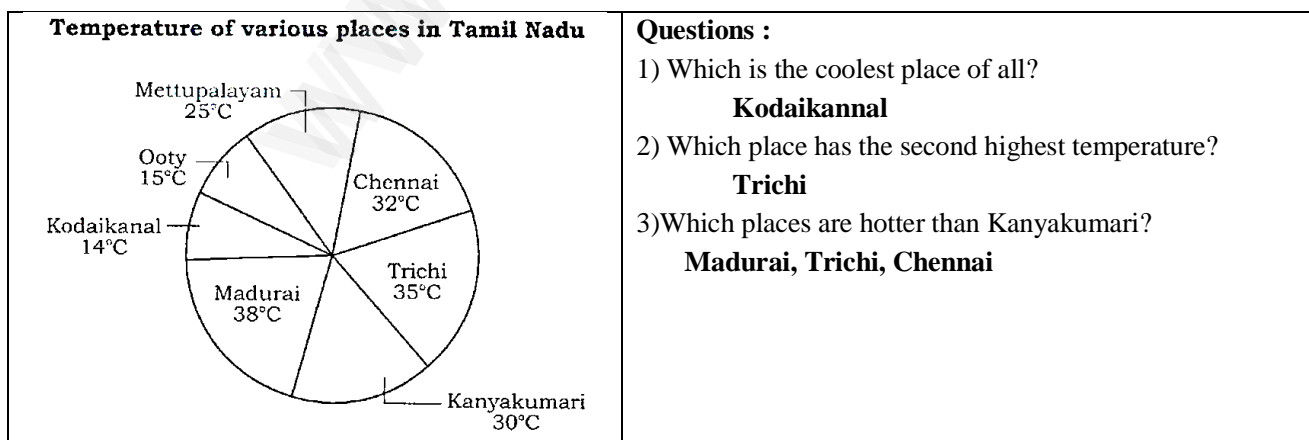 Temperature of various places in Tamil Nadu
Mettupalayam
25°C
Ooty
15°C
Kodaikanal
14°C
Chennai
32°C
Trichi
35°C
Madurai
38°C
Kanyakumari
30°C
Questions :
1) Which is the coolest place of all?
Kodaikannal
2) Which place has the second highest temperature?
Trichi
3)Which places are hotter than Kanyakumari?
Madurai, Trichi, Chennai